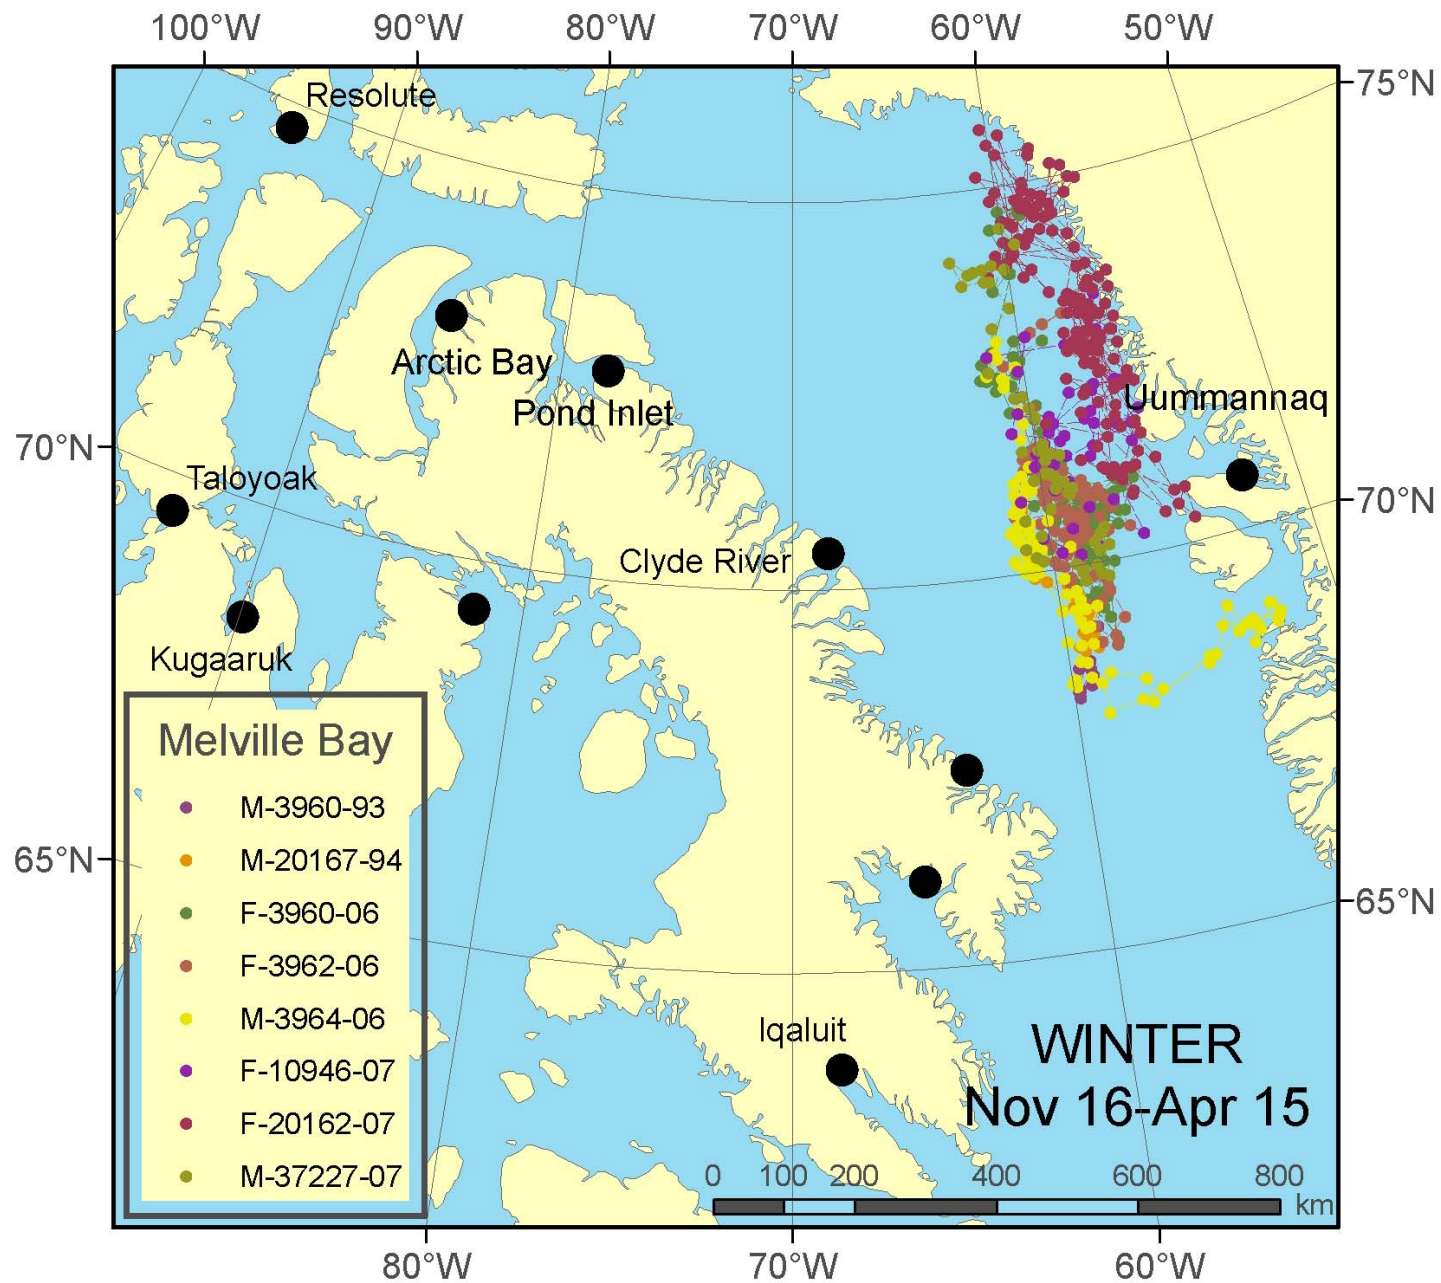 100°W 90°W 80°W 70°W 60°W 50°W
75°N
Resolute
Arctic Bay
Pond Inlet
Uummannaq
70°N
Taloyoak
70°N
Clyde River
Kugaaruk
Melville Bay
M-3960-93
M-20167-94
65°N
F-3960-06
65°N
F-3962-06
M-3964-06
Iqaluit
WINTER
F-10946-07
Nov 16-Apr 15
F-20162-07
M-37227-07
0 100 200 400 600 800
km
80°W 70°W 60°W